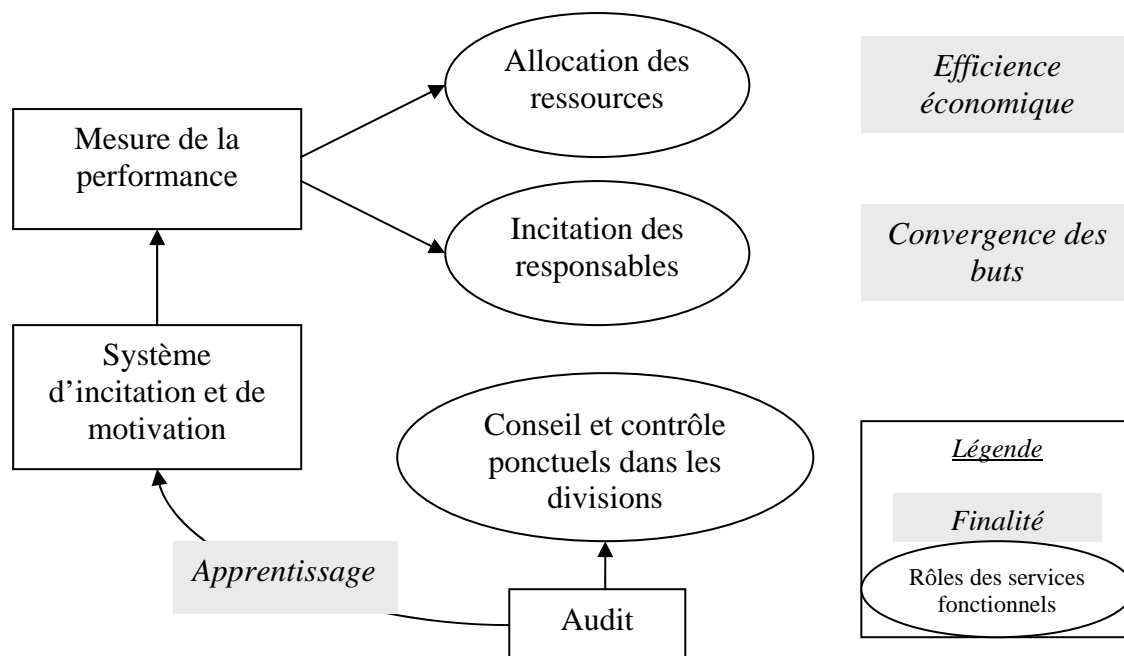 Allocation des
ressources
Efficience
économique
Mesure de la
performance
Incitation des
responsables
Convergence des
buts
Système
d’incitation et de
motivation
Conseil et contrôle
ponctuels dans les
divisions
Légende
Finalité
Rôles des services
fonctionnels
Apprentissage
Audit